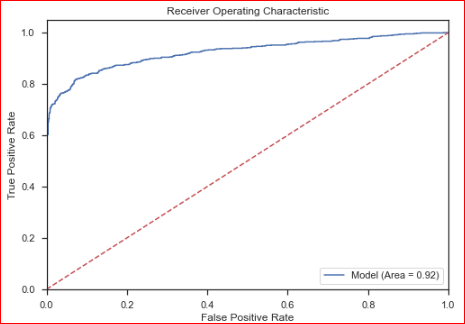 Receiver Operating Characteristic
1.0
0.8
0.6
0.4
0.2
0.0
True Positive Rate
Model (Area = 0.92)
0.0 0.2 0.4 0.6 0.8 1.0
False Positive Rate